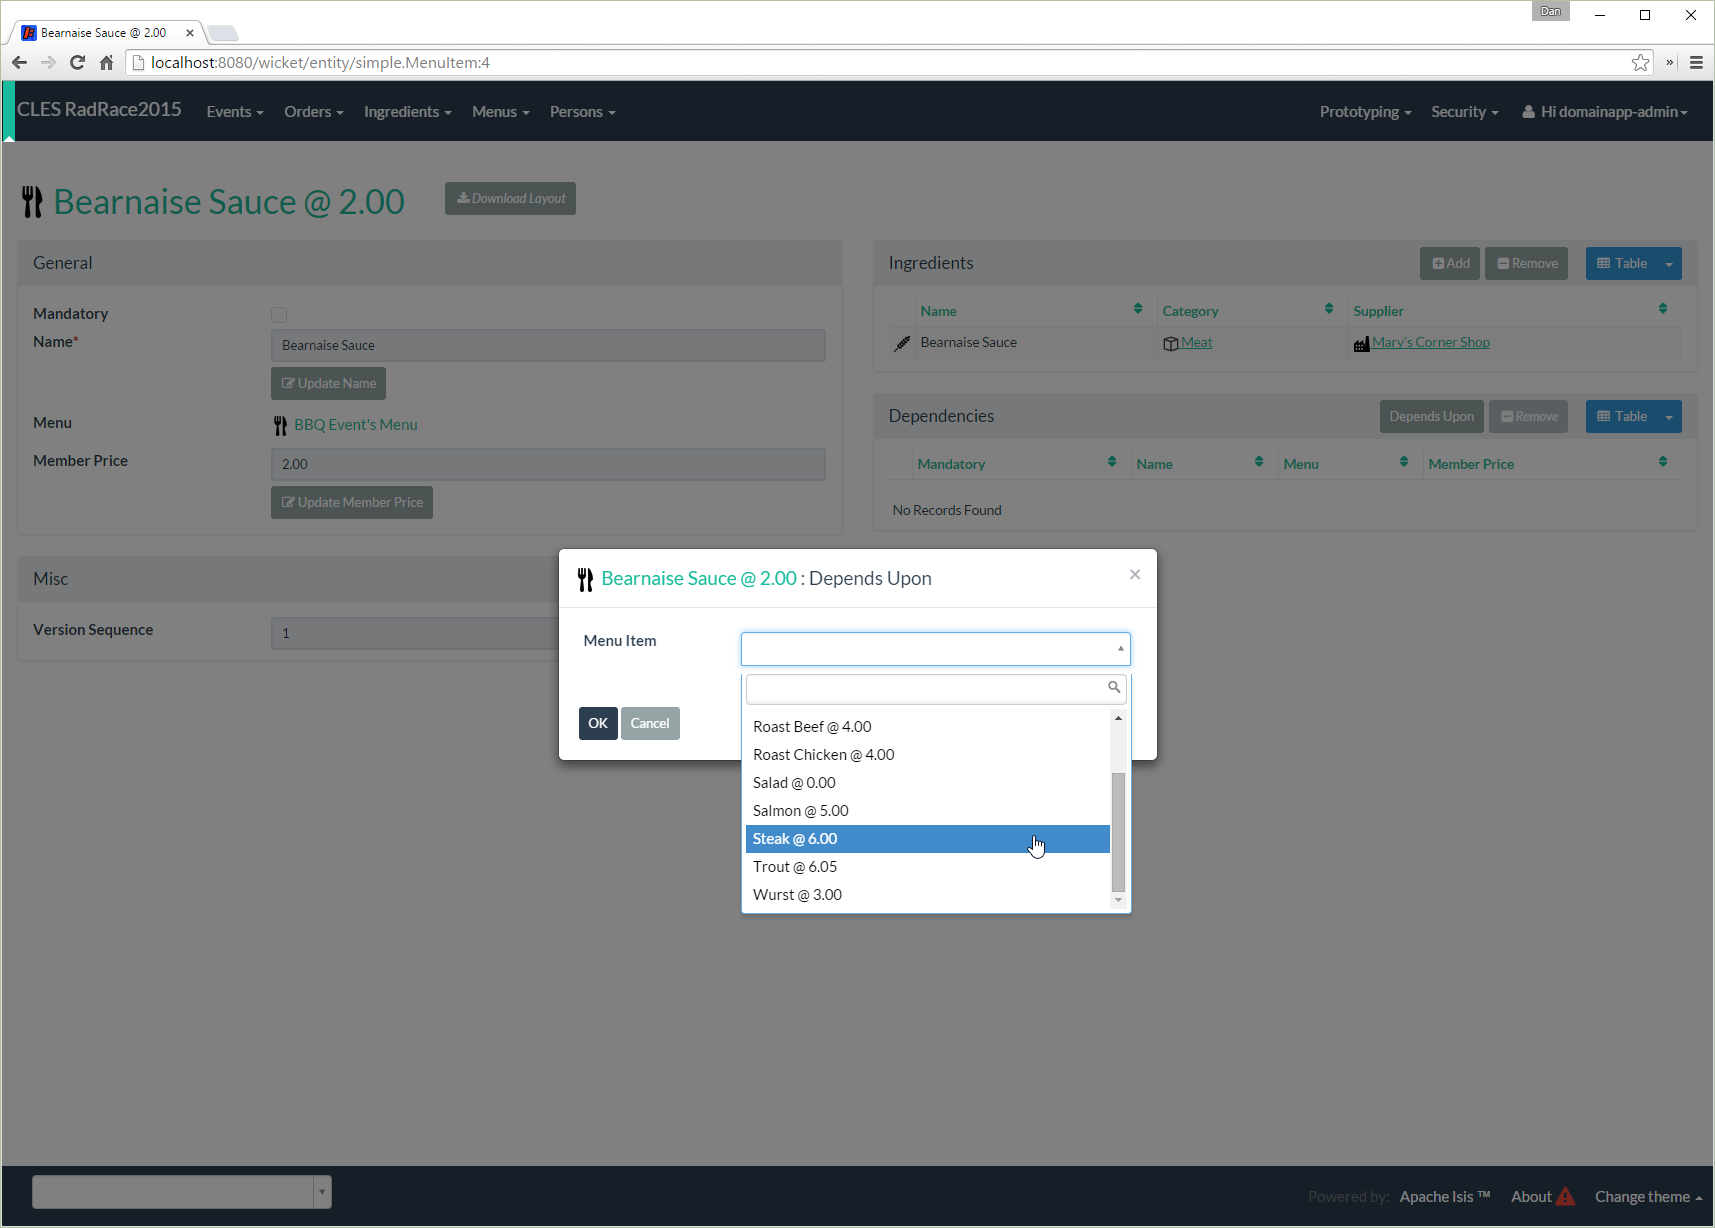 Dan
Bearnaise Sauce @ 2.00
localhost:8080/wicket/entity/simple.MenuItem:4
CLES RadRace2015 Events Orders Ingredients Menus Persons Prototyping Security Hi domainapp-admin
Bearnaise Sauce @ 2.00 Download Layout
General
Mandatory
Name* Bearnaise Sauce
Update Name
Menu BBQ Event's Menu
Member Price 2.00
Update Member Price
Misc
Version Sequence 1
Ingredients Add Remove Table
Name Category Supplier
Bearnaise Sauce Meat Mary's Corner Shop
Dependencies Depends Upon Remove Table
Mandatory Name Menu Member Price
No Records Found
Bearnaise Sauce @ 2.00 : Depends Upon ×
Menu Item
OK Cancel
Roast Beef @ 4.00
Roast Chicken @ 4.00
Salad @ 0.00
Salmon @ 5.00
Steak @ 6.00
Trout @ 6.05
Wurst @ 3.00
Powered by: Apache Isis ™ About Change theme